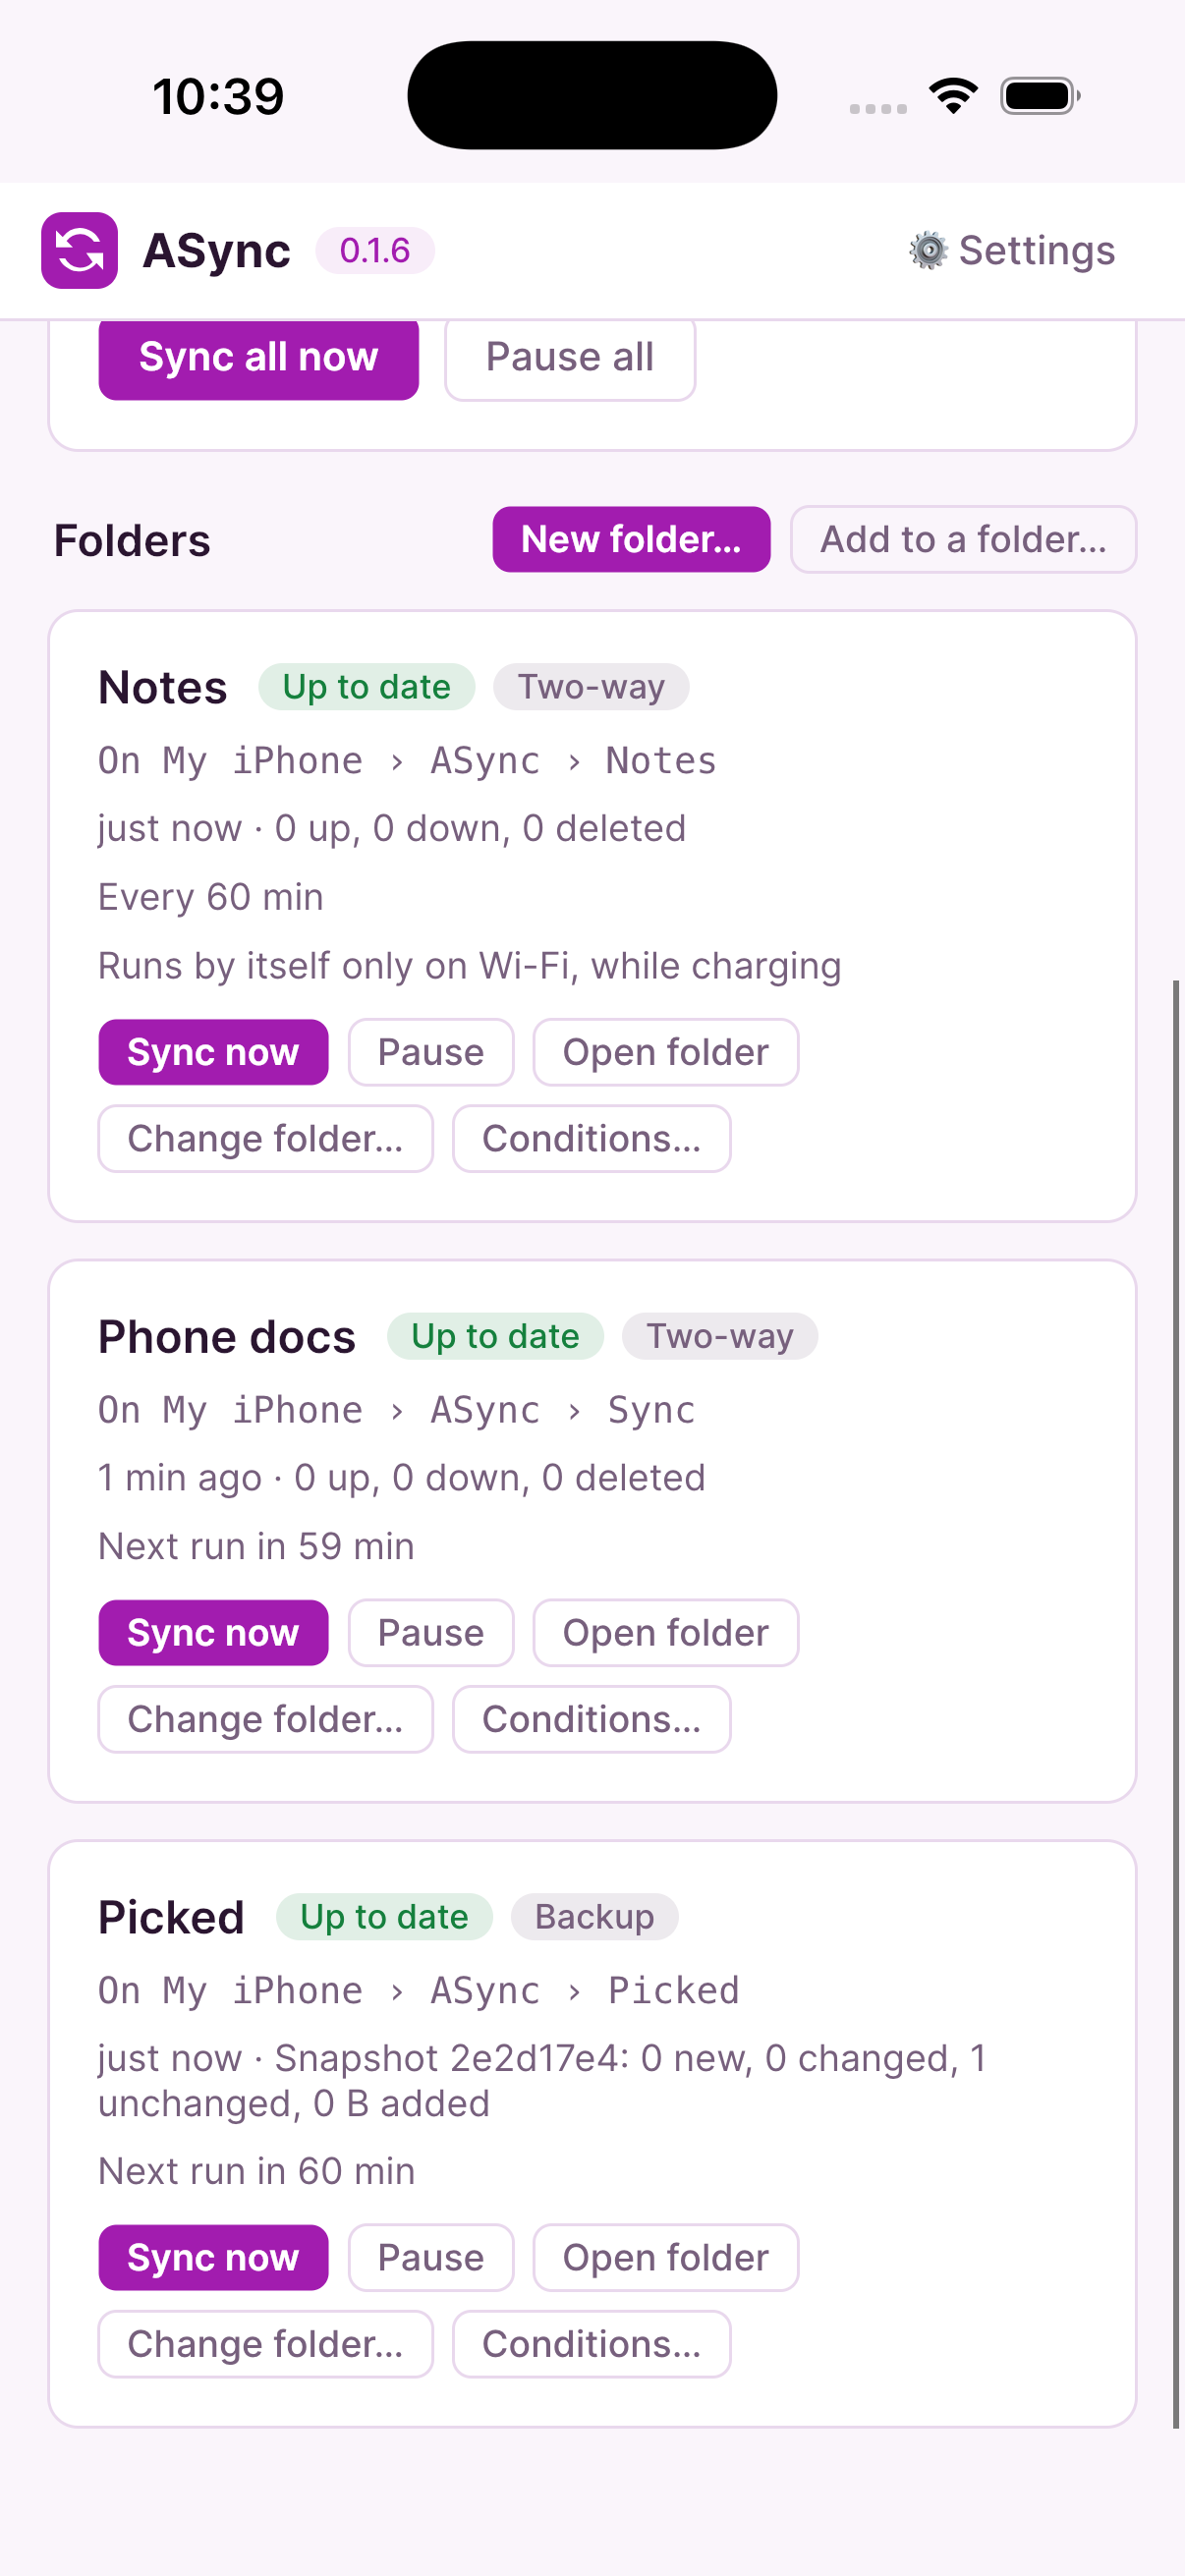 10:39
ASync 0.1.6 Settings
Sync all now Pause all
Folders New folder... Add to a folder...
Notes Up to date Two-way
On My iPhone › ASync › Notes
just now · 0 up, 0 down, 0 deleted
Every 60 min
Runs by itself only on Wi-Fi, while charging
Sync now Pause Open folder
Change folder... Conditions...
Phone docs Up to date Two-way
On My iPhone › ASync › Sync
1 min ago · 0 up, 0 down, 0 deleted
Next run in 59 min
Sync now Pause Open folder
Change folder... Conditions...
Picked Up to date Backup
On My iPhone › ASync › Picked
just now · Snapshot 2e2d17e4: 0 new, 0 changed, 1
unchanged, 0 B added
Next run in 60 min
Sync now Pause Open folder
Change folder... Conditions...